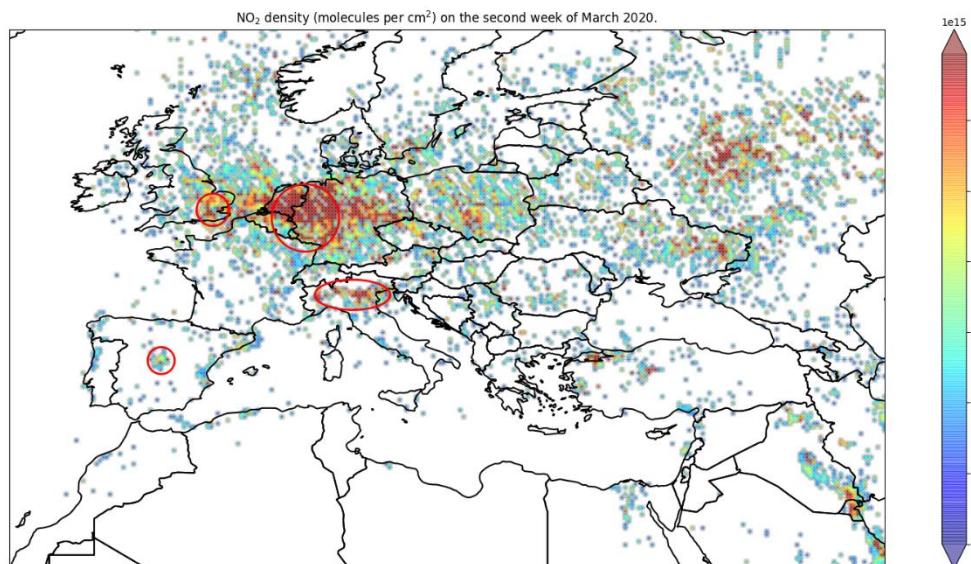 NO₂ density (molecules per cm²) on the second week of March 2020.
1e15